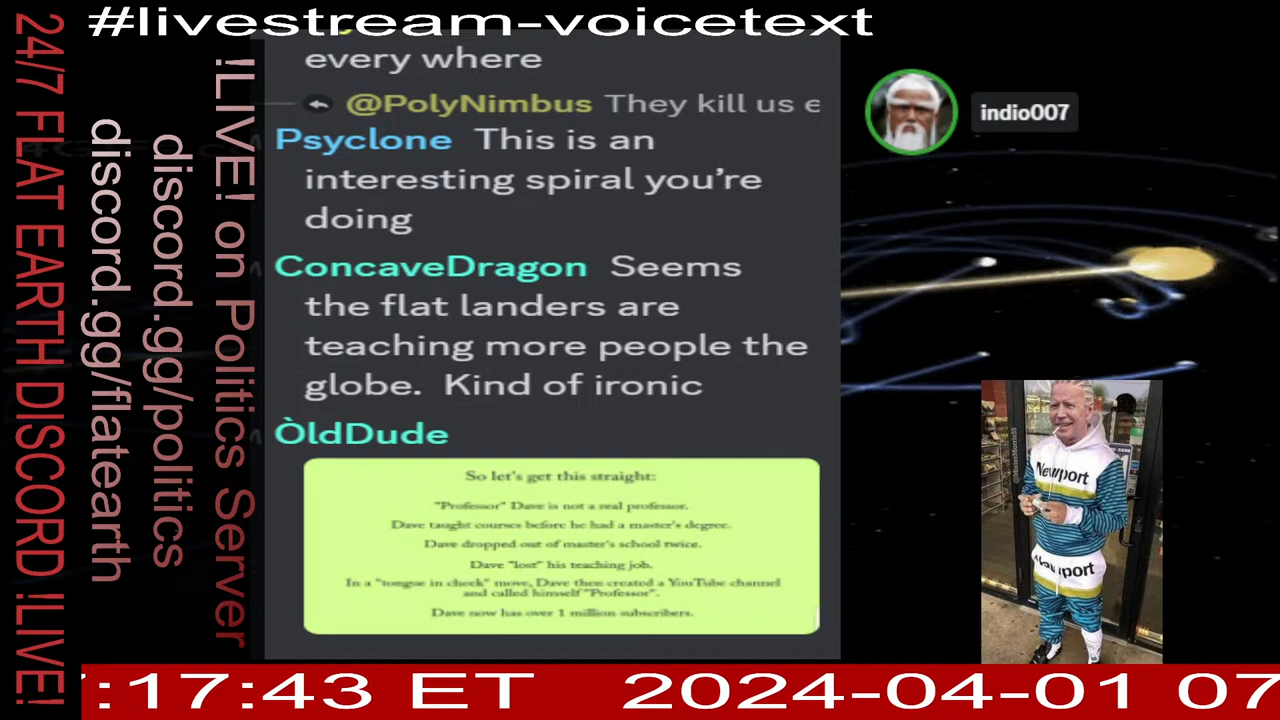 #livestream-voicetext
24/7 FLAT EARTH DISCORD !LIVE!
discord.gg/flatearth
discord.gg/politics
!LIVE! on Politics Server
every where
@PolyNimbus They kill us e
Psyclone This is an
interesting spiral you're
doing
ConcaveDragon Seems
the flat landers are
teaching more people the
globe. Kind of ironic
ÒldDude
So let's get this straight:
"Professor" Dave is not a real professor.
Dave taught courses before he had a master's degree.
Dave dropped out of master's school twice.
Dave "lost" his teaching job.
In a "tongue in cheek" move, Dave then created a YouTube channel
and called himself "Professor".
Dave now has over 1 million subscribers.
indio007
Newport
Newport
:17:43 ET 2024-04-01 07